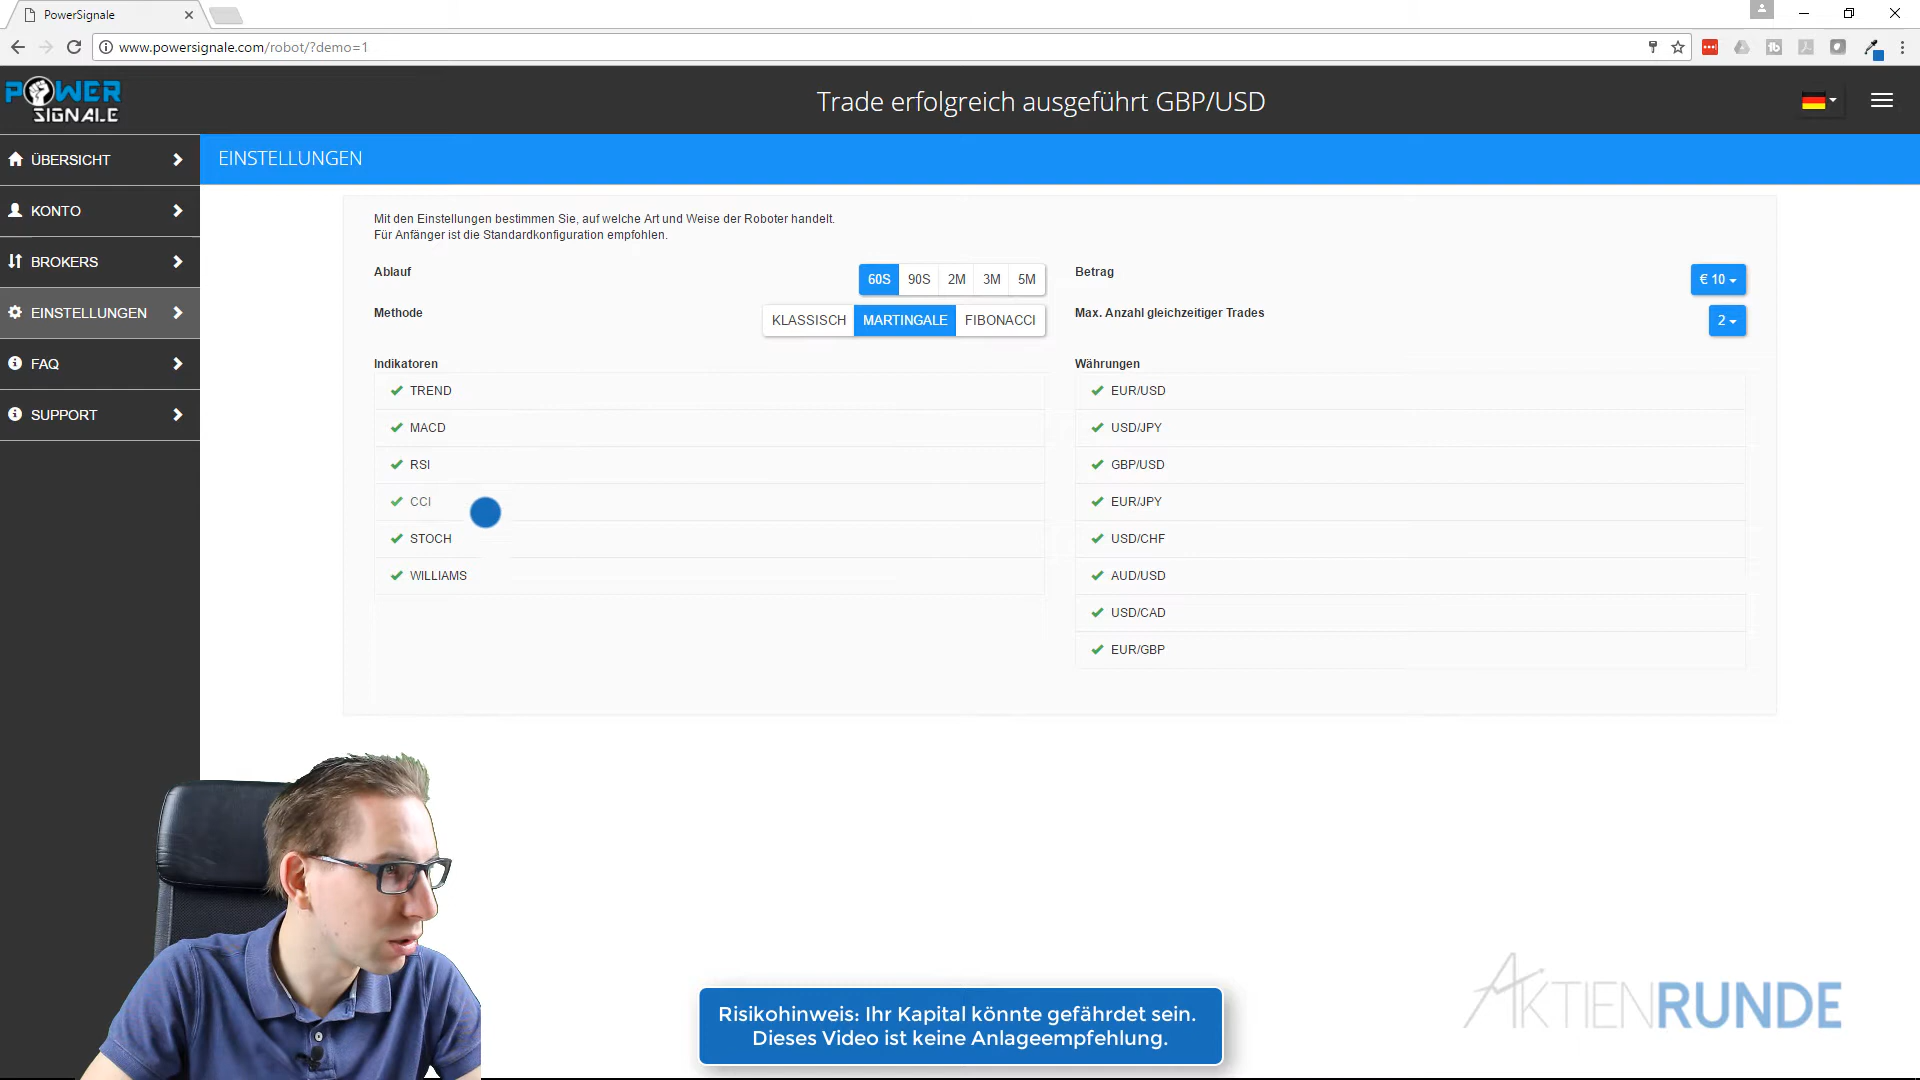 PowerSignale
www.powersignale.com/robot/?demo=1
POWER
SIGNALE
Trade erfolgreich ausgeführt GBP/USD
ÜBERSICHT
KONTO
BROKERS
EINSTELLUNGEN
FAQ
SUPPORT
EINSTELLUNGEN
Mit den Einstellungen bestimmen Sie, auf welche Art und Weise der Roboter handelt.
Für Anfänger ist die Standardkonfiguration empfohlen.
Ablauf
60S 90S 2M 3M 5M
Methode
KLASSISCH MARTINGALE FIBONACCI
Indikatoren
TREND
MACD
RSI
CCI
STOCH
WILLIAMS
Betrag
€ 10
Max. Anzahl gleichzeitiger Trades
2
Währungen
EUR/USD
USD/JPY
GBP/USD
EUR/JPY
USD/CHF
AUD/USD
USD/CAD
EUR/GBP
Risikohinweis: Ihr Kapital könnte gefährdet sein.
Dieses Video ist keine Anlageempfehlung.
AKTIENRUNDE